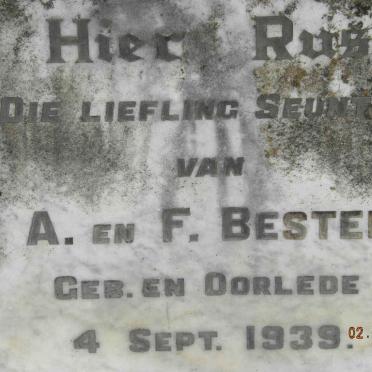 Hier Rus
Die liefling Seunt
van
A. en F. Beste
Geb. en Oorlede
4 Sept. 1939.
02.